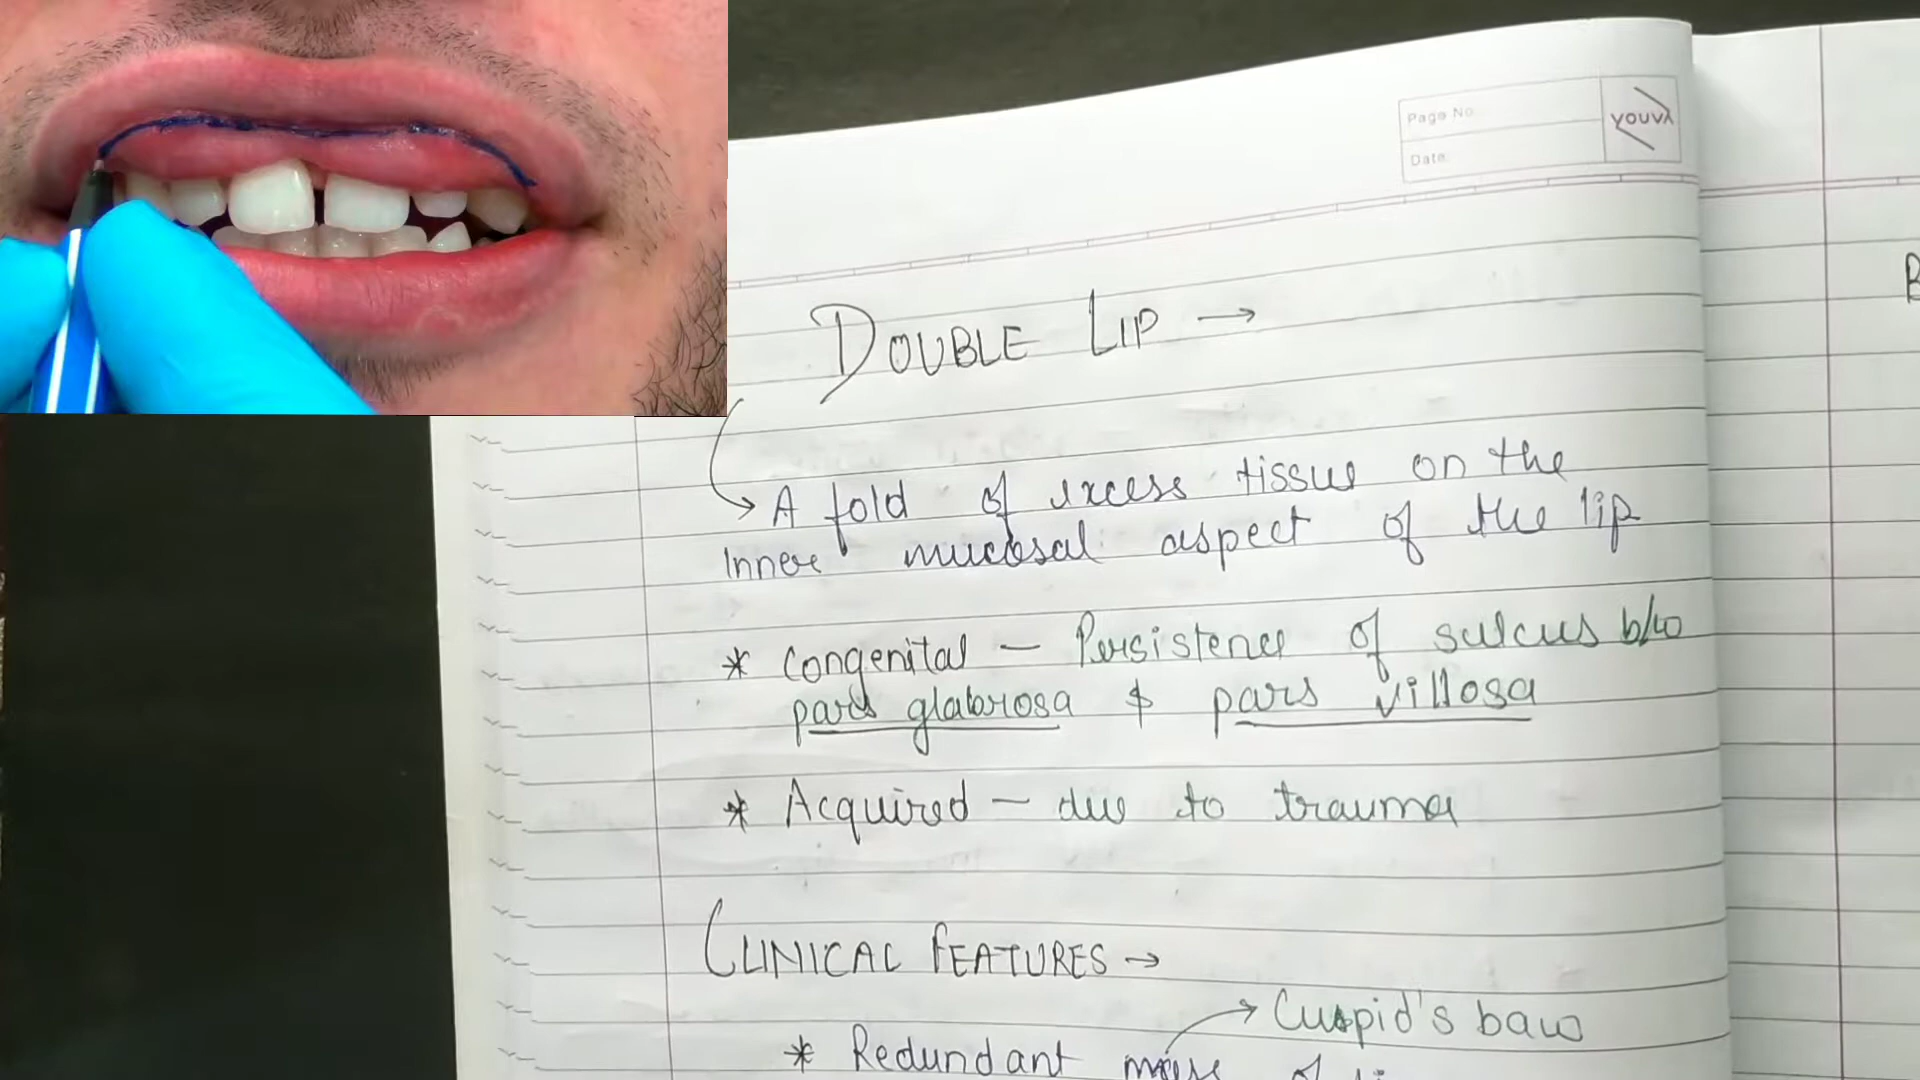 Page No
Date
YOUVA
DOUBLE LIP →
→ A fold of excess tissue on the
Inner mucosal aspect of the lip
* Congenital — Persistence of sulcus b/w
pars glabrosa & pars villosa
* Acquired — due to trauma
CLINICAL FEATURES →
→ Cuspid's bow
* Redundant